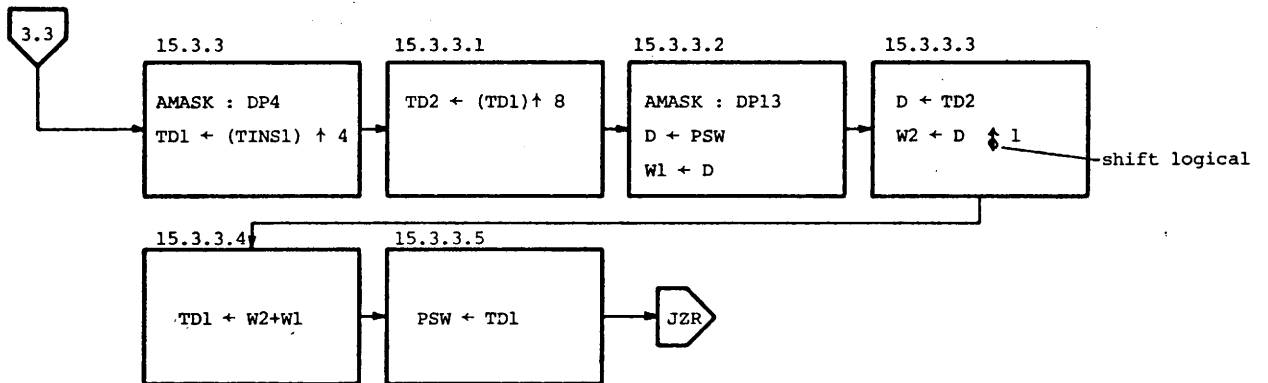 3.3
15.3.3
AMASK : DP4
TD1 ← (TINS1) ↑ 4
15.3.3.1
TD2 ← (TD1)↑ 8
15.3.3.2
AMASK : DP13
D ← PSW
W1 ← D
15.3.3.3
D ← TD2
W2 ← D ↑ 1
shift logical
15.3.3.4
TD1 ← W2+W1
15.3.3.5
PSW ← TD1
JZR